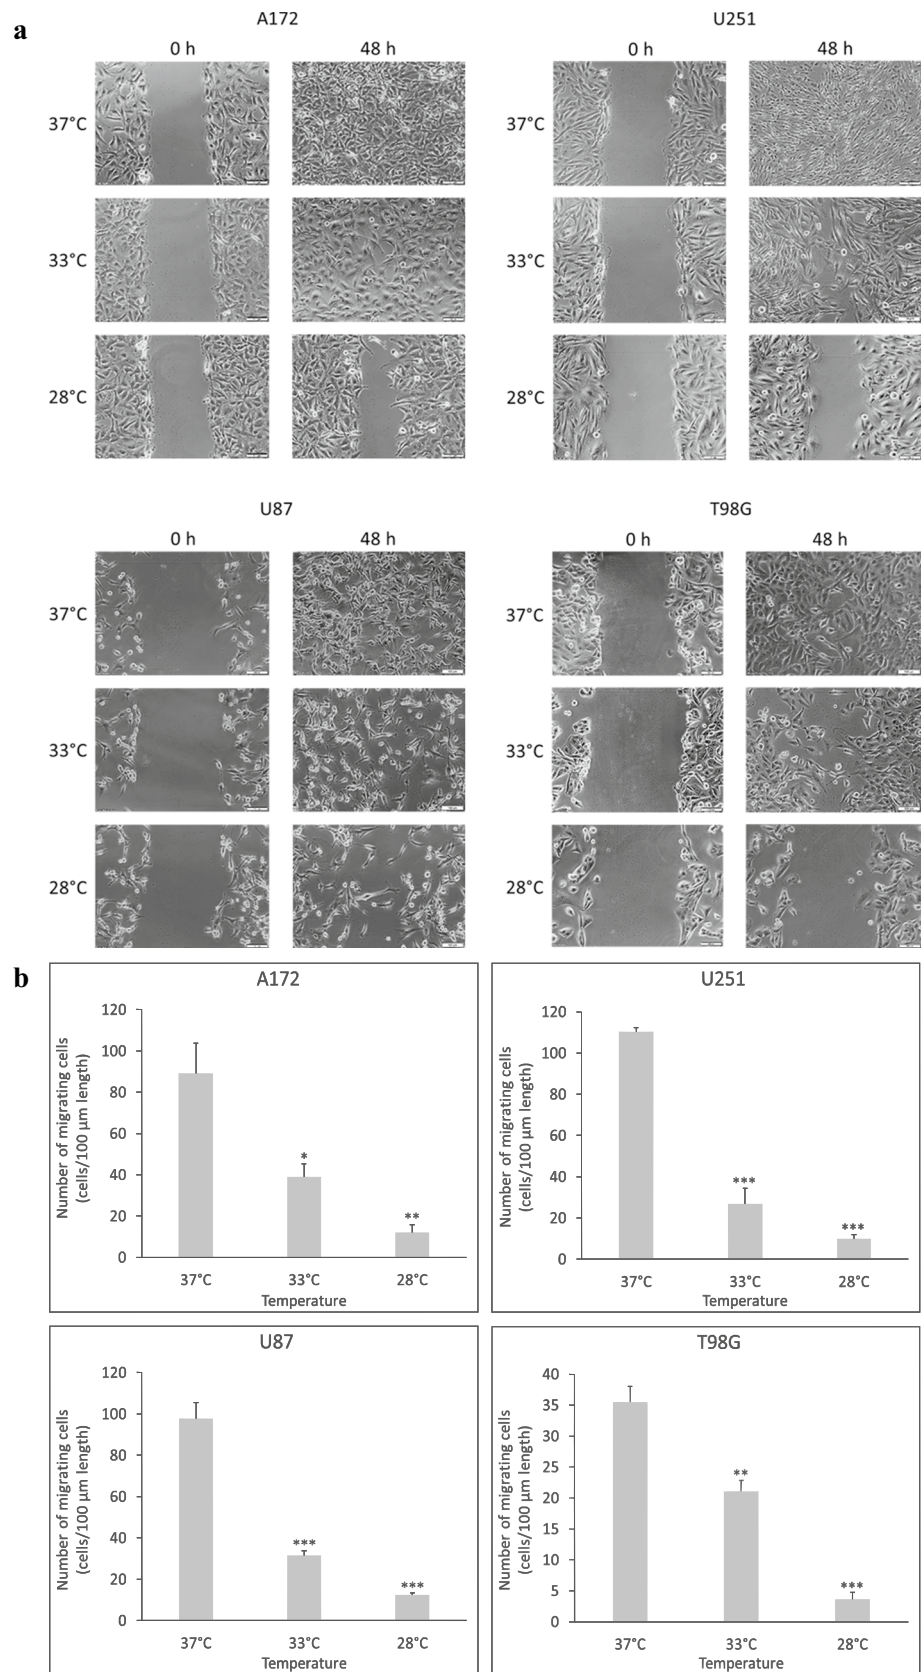 a
A172
U251
0 h
48 h
0 h
48 h
37°C
37°C
33°C
33°C
28°C
28°C
U87
T98G
0 h
48 h
0 h
48 h
37°C
37°C
33°C
33°C
28°C
28°C
b
A172
Number of migrating cells
(cells/100 µm length)
120
100
80
60
40
20
0
*
**
37°C 33°C 28°C
Temperature
U251
Number of migrating cells
(cells/100 µm length)
120
100
80
60
40
20
0
***
***
37°C 33°C 28°C
Temperature
U87
Number of migrating cells
(cells/100 µm length)
120
100
80
60
40
20
0
***
***
37°C 33°C 28°C
Temperature
T98G
Number of migrating cells
(cells/100 µm length)
40
35
30
25
20
15
10
5
0
**
***
37°C 33°C 28°C
Temperature